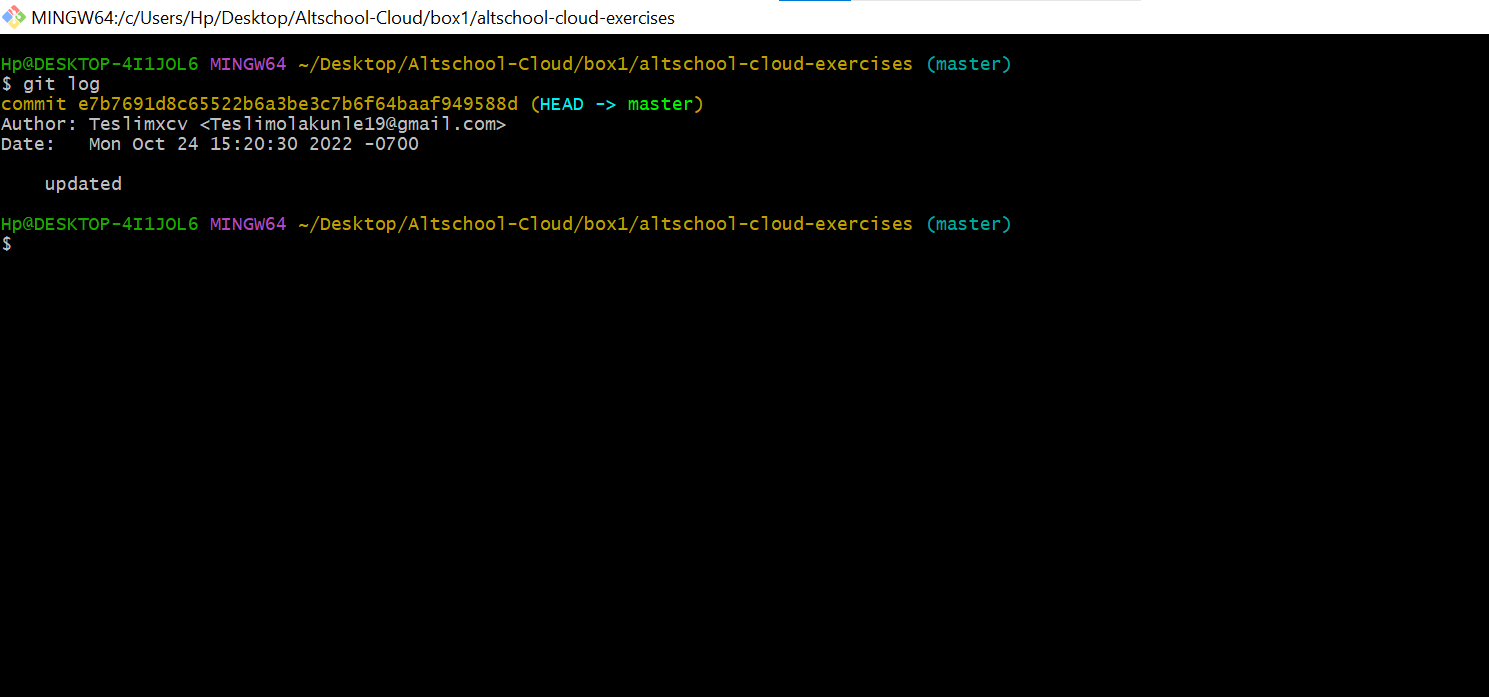 MINGW64:/c/Users/Hp/Desktop/Altschool-Cloud/box1/altschool-cloud-exercises
Hp@DESKTOP-4I1JOL6 MINGW64 ~/Desktop/Altschool-Cloud/box1/altschool-cloud-exercises (master)
$ git log
commit e7b7691d8c65522b6a3be3c7b6f64baaf949588d (HEAD -> master)
Author: Teslimxcv <Teslimolakunle19@gmail.com>
Date:   Mon Oct 24 15:20:30 2022 -0700
updated
Hp@DESKTOP-4I1JOL6 MINGW64 ~/Desktop/Altschool-Cloud/box1/altschool-cloud-exercises (master)
$